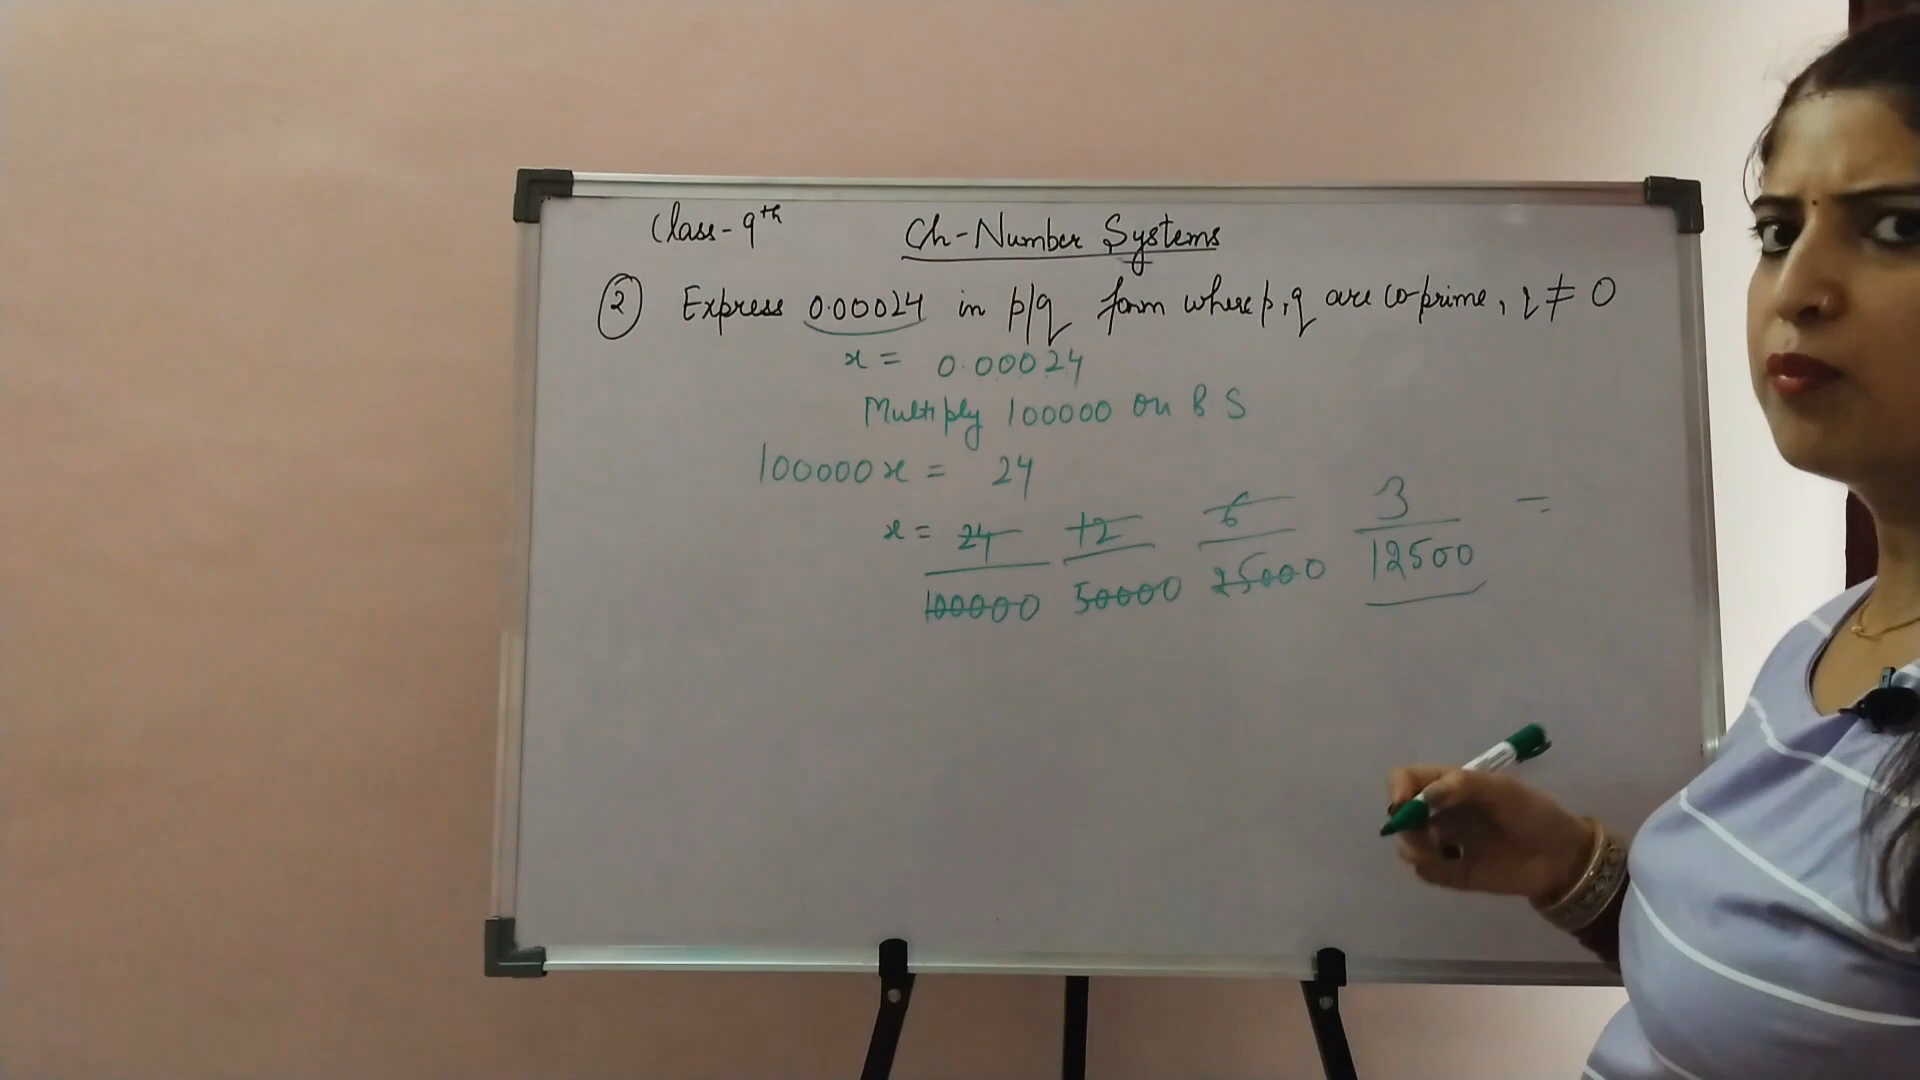 Class-9th Ch-Number Systems
② Express 0.00024 in p/q form where p, q are co-prime, q ≠ 0
x = 0.00024
Multiply 100000 on B S
100000x = 24
x = 24/100000 12/50000 6/25000 3/12500 =